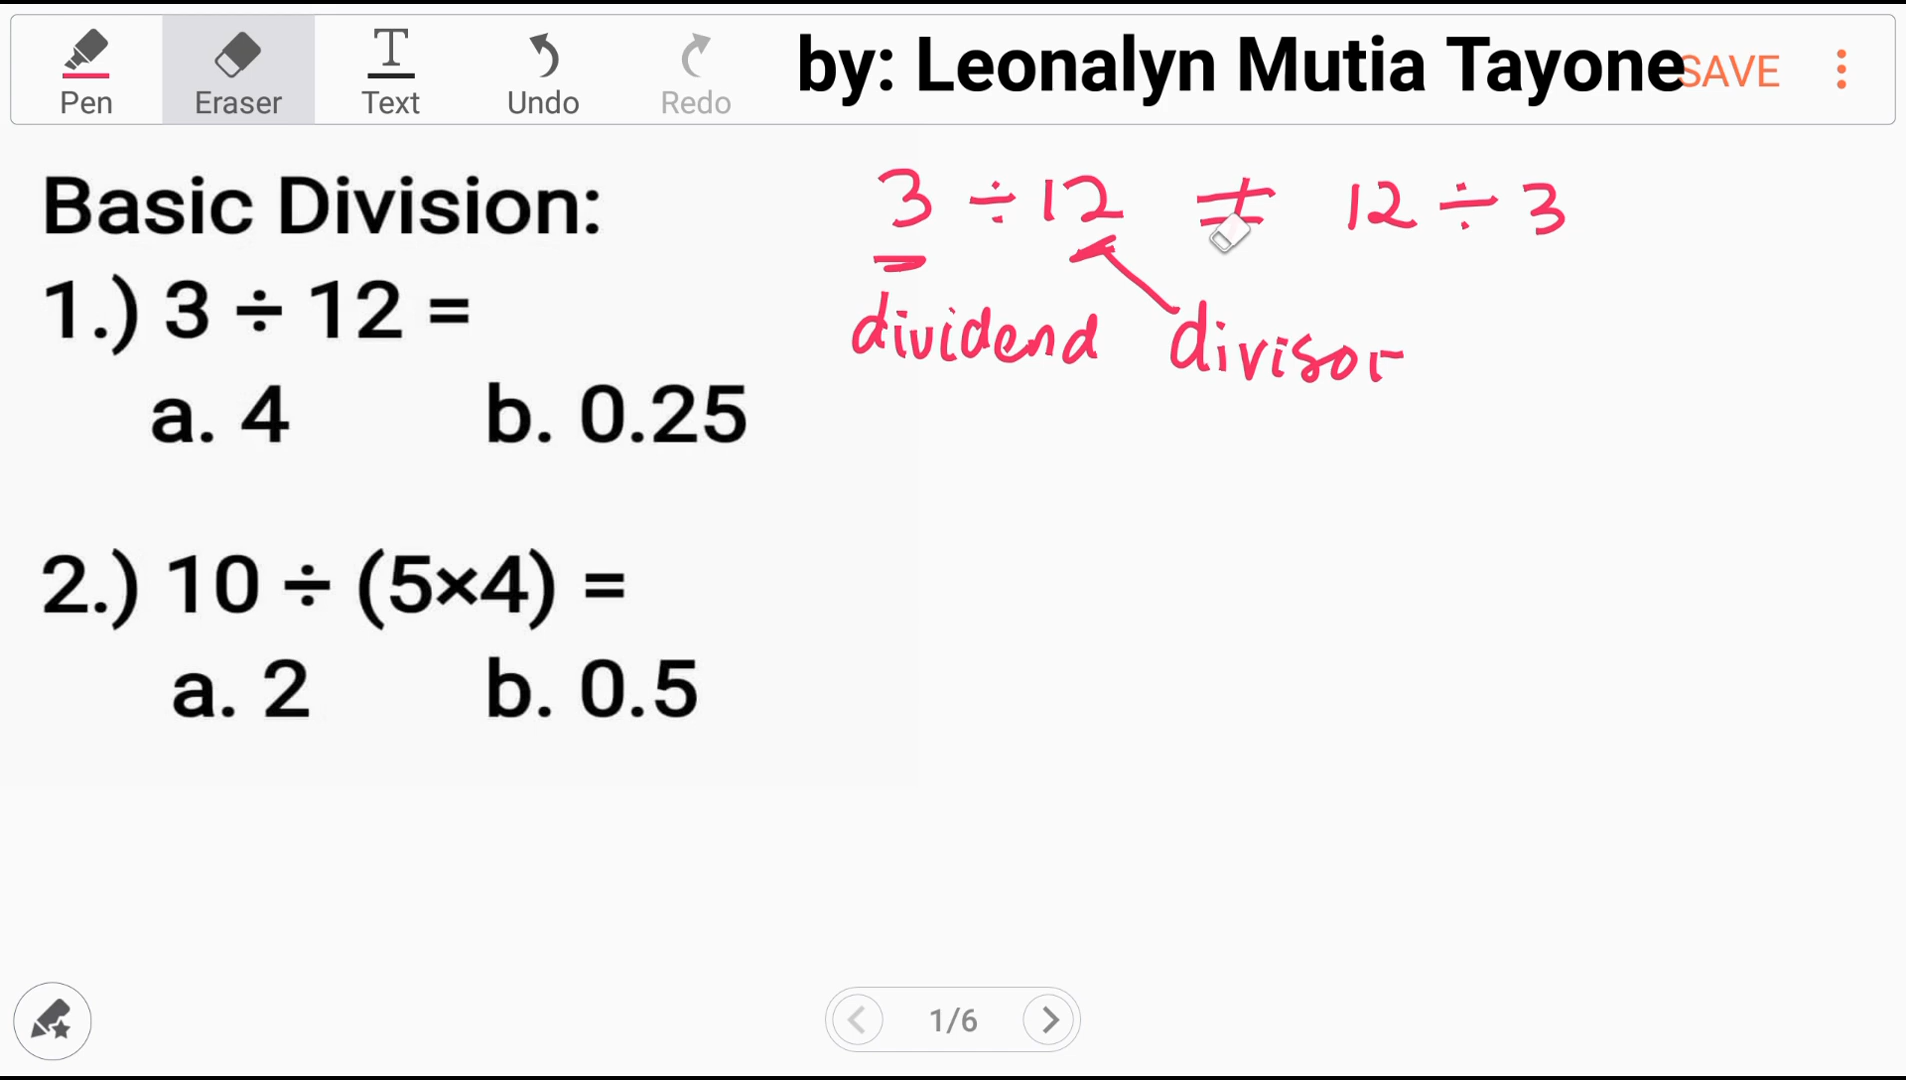 Pen
Eraser
Text
Undo
Redo
by: Leonalyn Mutia Tayone
SAVE
Basic Division:
1.) 3 ÷ 12 =
a. 4 b. 0.25
2.) 10 ÷ (5×4) =
a. 2 b. 0.5
3 ÷ 12 ≠ 12 ÷ 3
dividend divisor
1/6